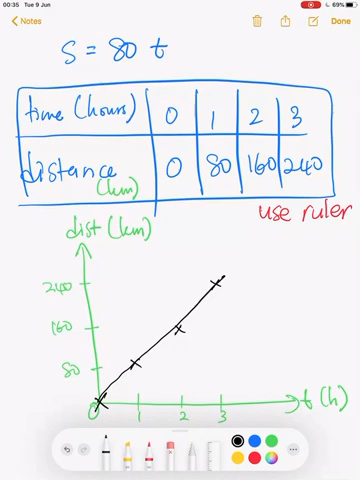 00:35 Tue 9 Jun
69%
Notes
Done
S = 80 t
time (hours) 0 1 2 3
distance (km) 0 80 160 240
use ruler
dist (km)
240
160
80
0 1 2 3 t (h)